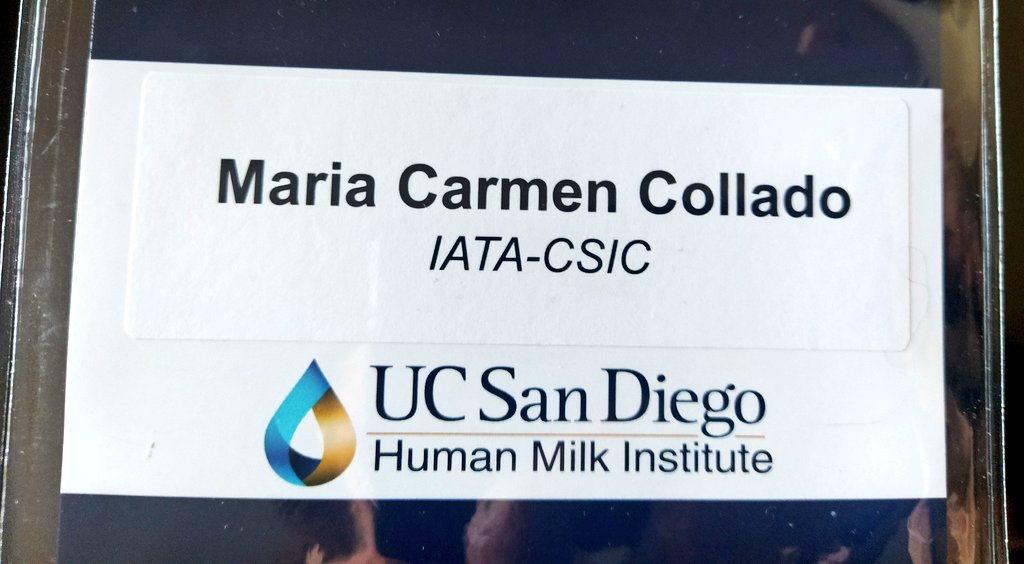 Maria Carmen Collado
IATA-CSIC
UC San Diego
Human Milk Institute